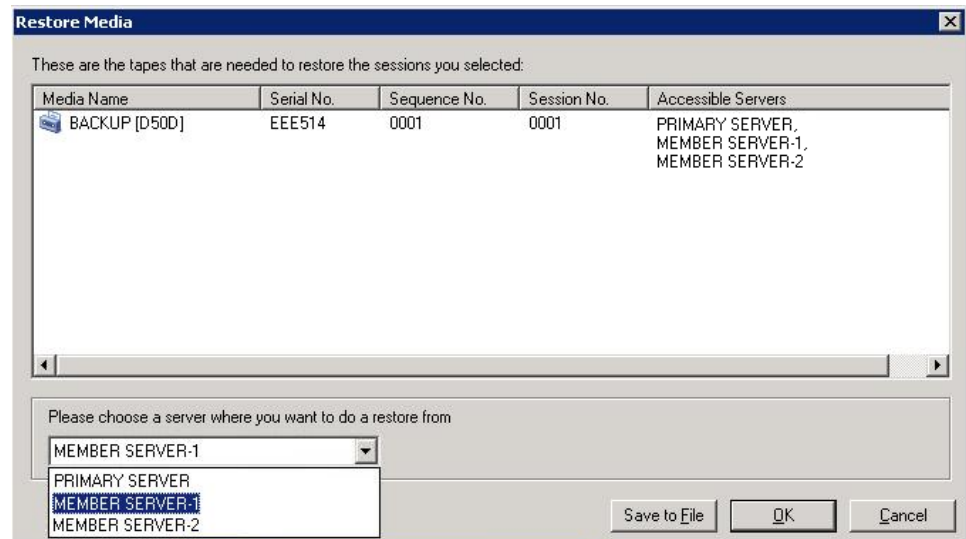 Restore Media
These are the tapes that are needed to restore the sessions you selected:
Media Name Serial No. Sequence No. Session No. Accessible Servers
BACKUP [D50D] EEE514 0001 0001 PRIMARY SERVER,
MEMBER SERVER-1,
MEMBER SERVER-2
Please choose a server where you want to do a restore from
MEMBER SERVER-1
PRIMARY SERVER
MEMBER SERVER-1
MEMBER SERVER-2
Save to File OK Cancel